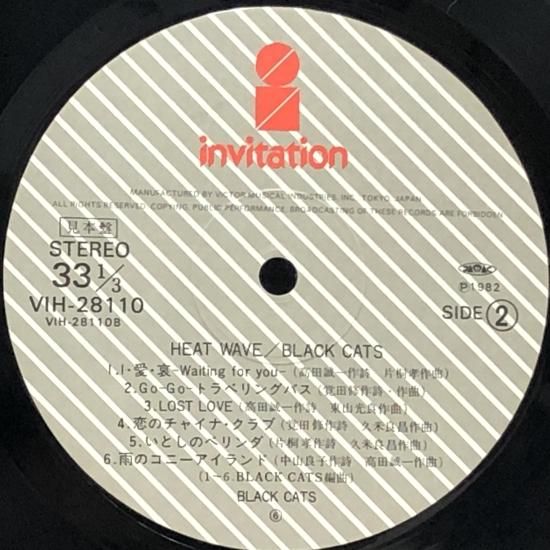 invitation
MANUFACTURED BY VICTOR MUSICAL INDUSTRIES, INC. TOKYO, JAPAN
ALL RIGHTS RESERVED. COPYING, PUBLIC PERFORMANCE, BROADCASTING OF THESE RECORDS ARE FORBIDDEN
見本盤
STEREO
33 1/3
VIH-28110
VIH-28110B
℗1982
SIDE 2
HEAT WAVE／BLACK CATS
1.I・愛・哀-Waiting for you-（高田誠一作詩 片桐孝作曲）
2.Go-Go-トラベリングバス（覚田修作詩・作曲）
3.LOST LOVE（高田誠一作詩 東山光良作曲）
4.恋のチャイナ・クラブ（覚田修作詩 久米良昌作曲）
5.いとしのベリンダ（片桐孝作詩 久米良昌作曲）
6.雨のコニーアイランド（中山良子作詩 高田誠一作曲）
（1〜6.BLACK CATS編曲）
BLACK CATS
⑥